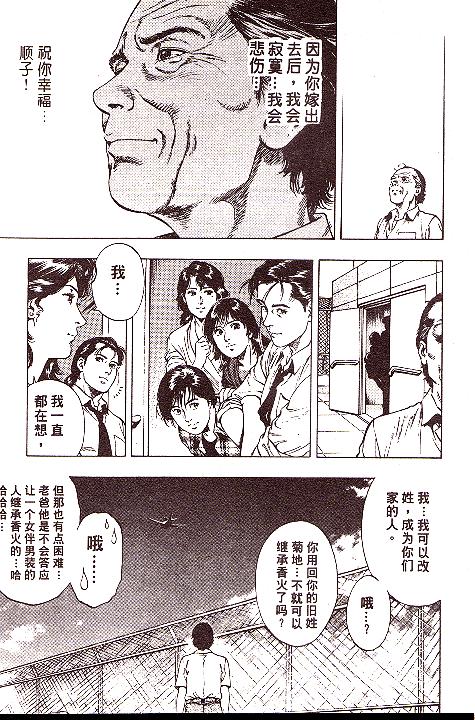 因为你嫁出
去后，我会
寂寞…我会
悲伤…
祝你幸福…
顺子！
我…
我一直
都在想，
我…我可以改
姓，成为你们
家的人。
哦…？
你用回你的旧姓
菊地…不就可以
继承香火了吗？
哦……
但那也有点困难…
老爸他是不会答应
让一个女伴男装的
人继承香火的…哈
哈哈哈…